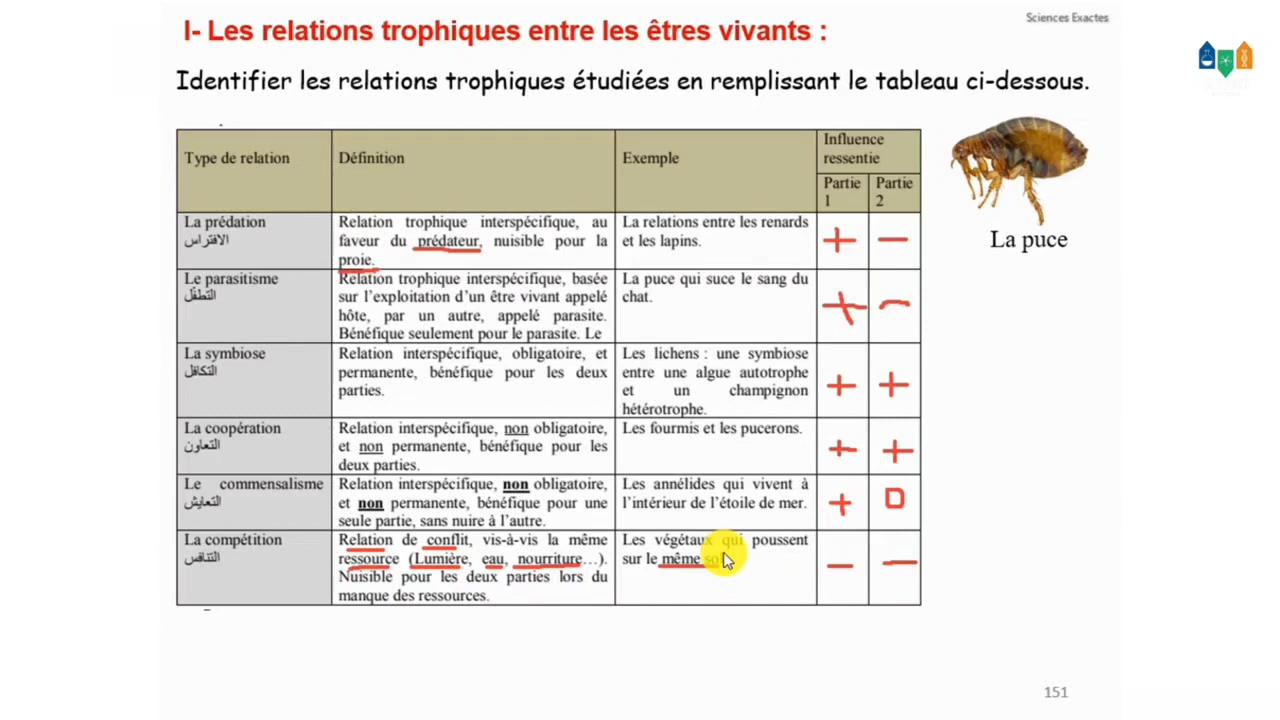 Sciences Exactes
I- Les relations trophiques entre les êtres vivants :
Identifier les relations trophiques étudiées en remplissant le tableau ci-dessous.
Type de relation
Définition
Exemple
Influence
ressentie
Partie
1
Partie
2
La prédation
الافتراس
Relation trophique interspécifique, au
faveur du prédateur, nuisible pour la
proie.
La relations entre les renards
et les lapins.
+
−
Le parasitisme
التطفّل
Relation trophique interspécifique, basée
sur l’exploitation d’un être vivant appelé
hôte, par un autre, appelé parasite.
Bénéfique seulement pour le parasite. Le
La puce qui suce le sang du
chat.
+
−
La symbiose
التكافل
Relation interspécifique, obligatoire, et
permanente, bénéfique pour les deux
parties.
Les lichens : une symbiose
entre une algue autotrophe
et un champignon
hétérotrophe.
+
+
La coopération
التعاون
Relation interspécifique, non obligatoire,
et non permanente, bénéfique pour les
deux parties.
Les fourmis et les pucerons.
+
+
Le commensalisme
التعايش
Relation interspécifique, non obligatoire,
et non permanente, bénéfique pour une
seule partie, sans nuire à l’autre.
Les annélides qui vivent à
l’intérieur de l’étoile de mer.
+
0
La compétition
التنافس
Relation de conflit, vis-à-vis la même
ressource (Lumière, eau, nourriture…).
Nuisible pour les deux parties lors du
manque des ressources.
Les végétaux qui poussent
sur le même sol
−
−
La puce
151